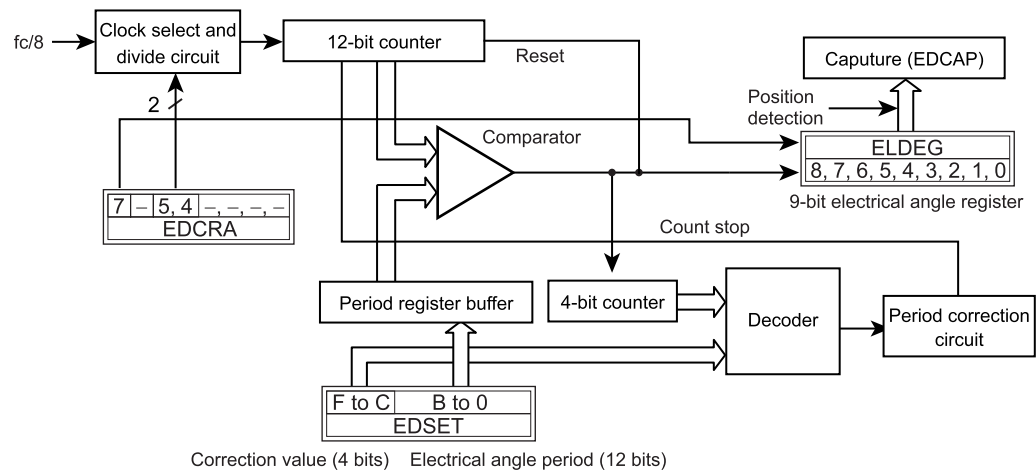 fc/8
Clock select and
divide circuit
12-bit counter
Reset
Caputure (EDCAP)
2
Position
detection
Comparator
ELDEG
8, 7, 6, 5, 4, 3, 2, 1, 0
9-bit electrical angle register
7 – 5, 4 –, –, –, –
EDCRA
Count stop
Period register buffer
4-bit counter
Decoder
Period correction
circuit
F to C B to 0
EDSET
Correction value (4 bits) Electrical angle period (12 bits)